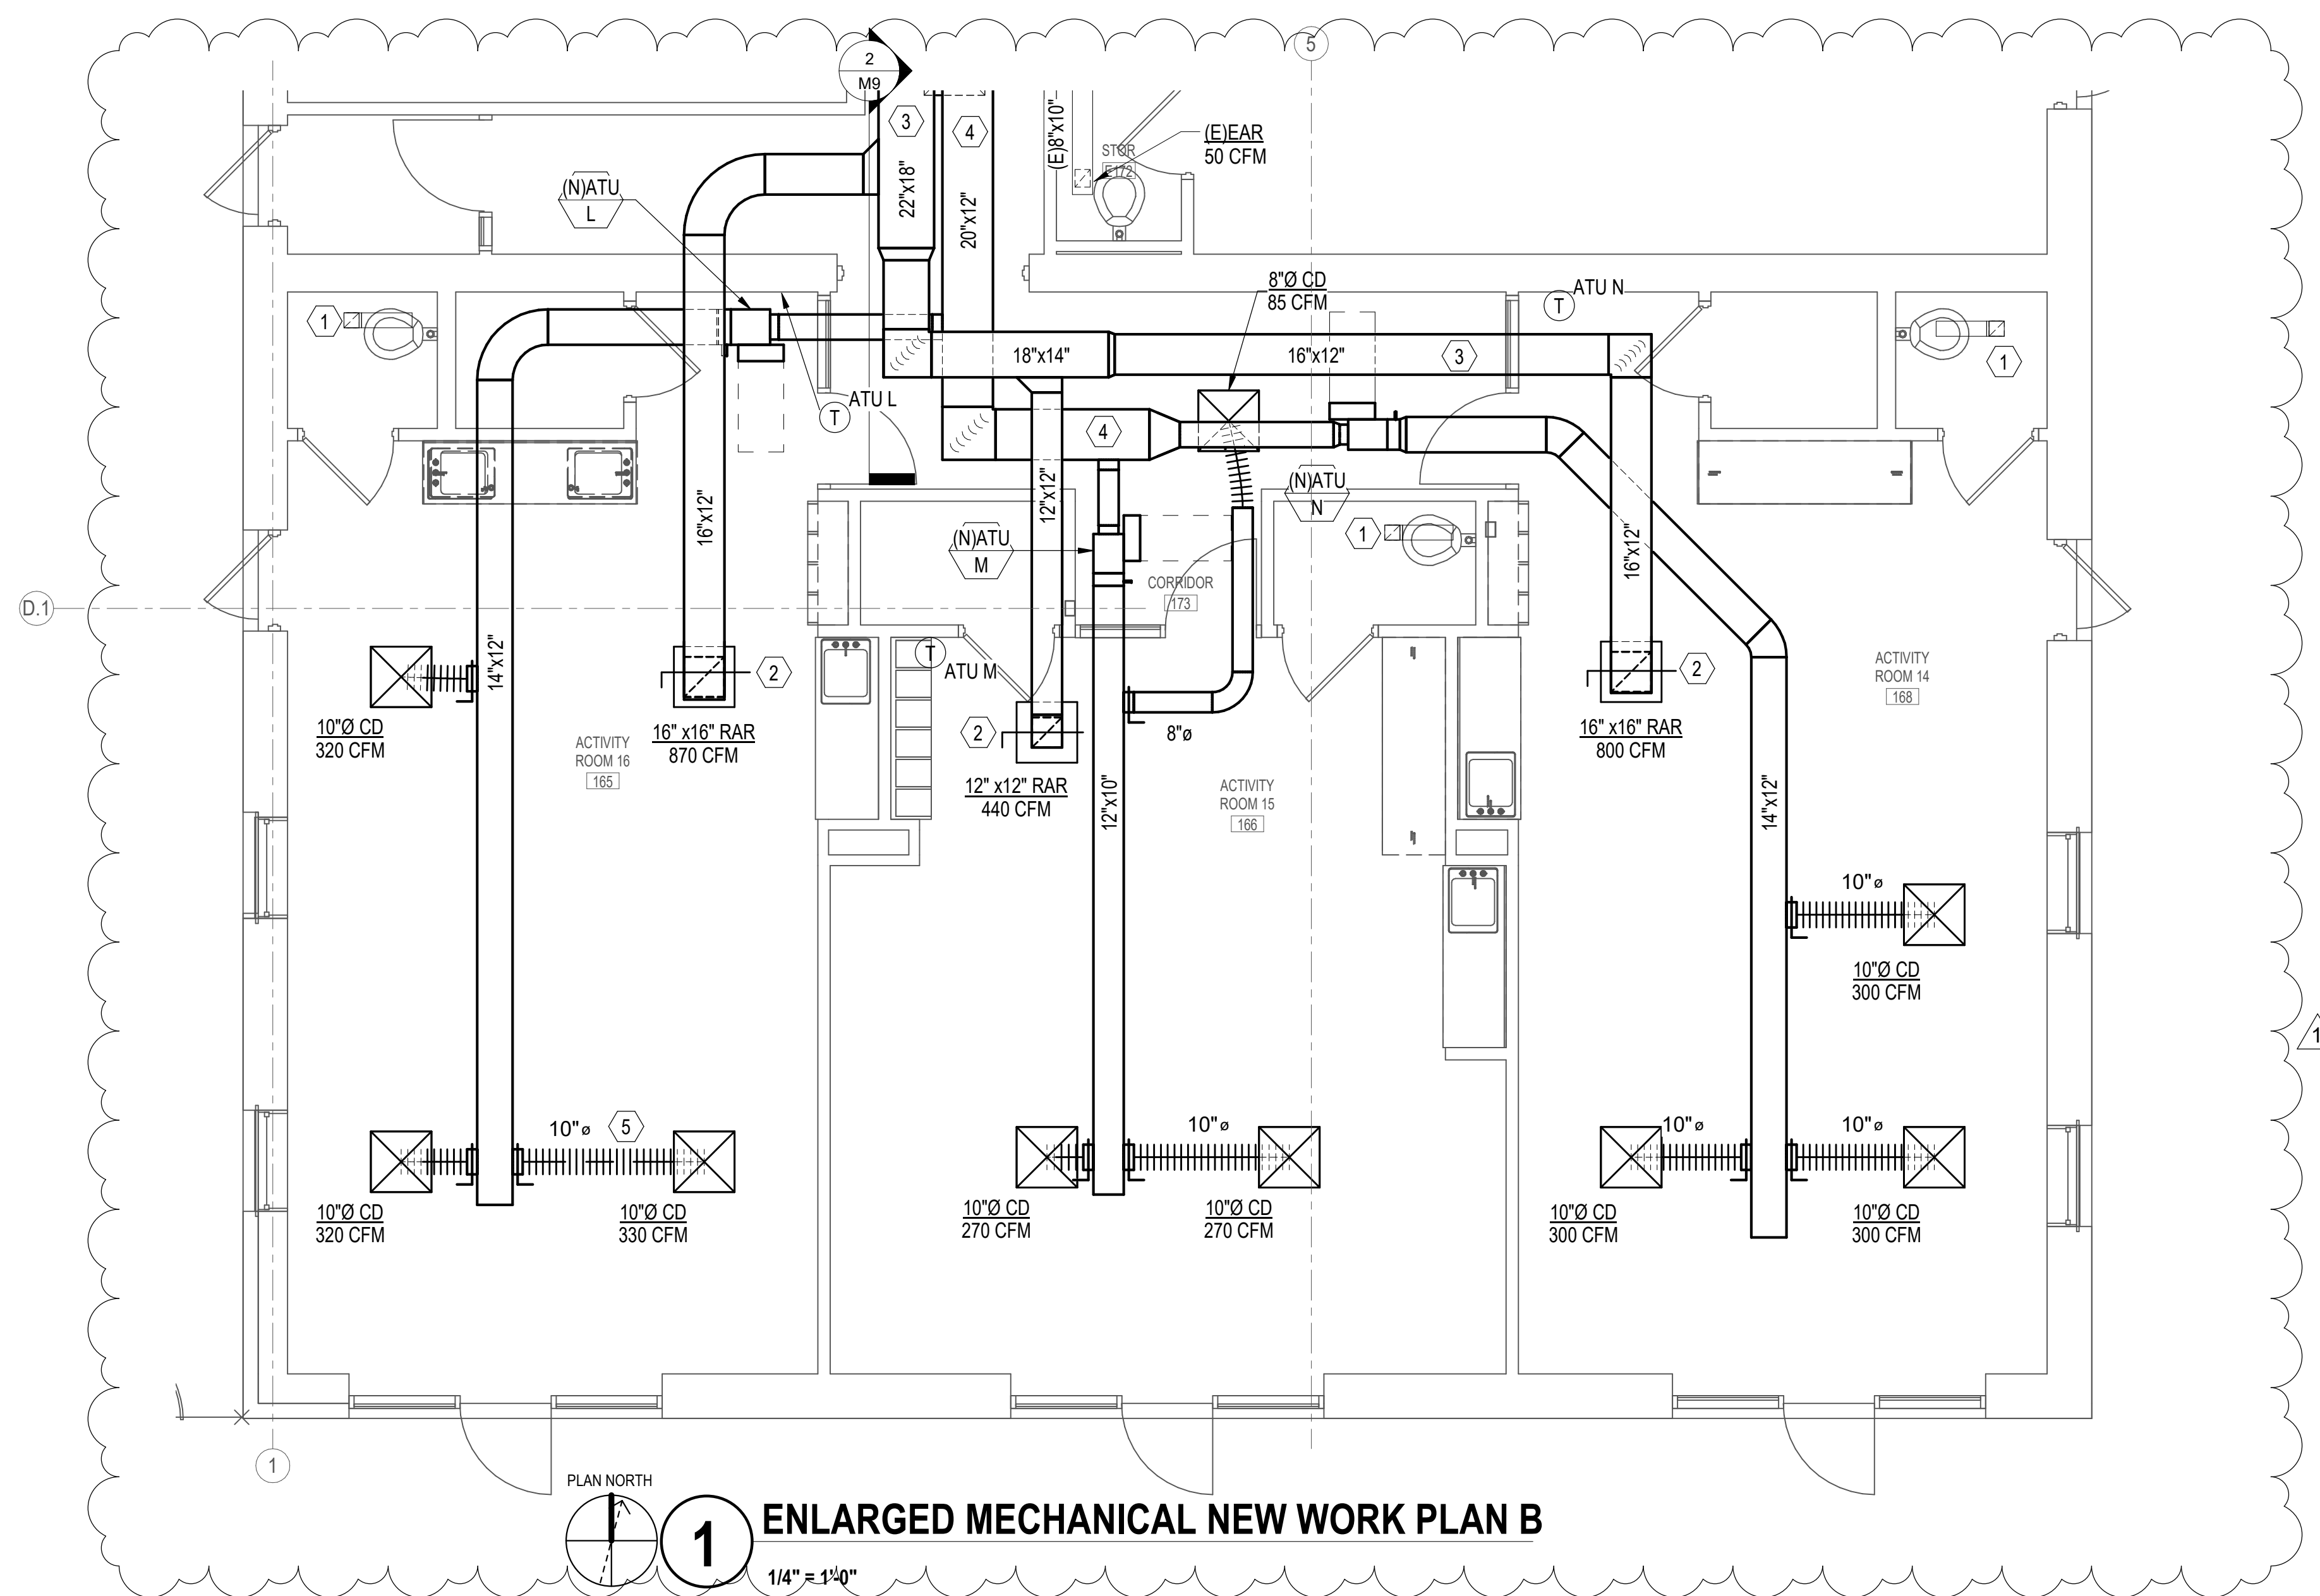 5
2
M9
3
4
22"x18"
20"x12"
(E)8"x10"
(E)EAR
50 CFM
STOR
E172
(N)ATU
L
1
8"Ø CD
85 CFM
ATU N
T
1
18"x14"
16"x12"
3
ATU L
T
4
16"x12"
12"x12"
(N)ATU
N
1
16"x12"
(N)ATU
M
CORRIDOR
173
D.1
14"x12"
T
ATU M
2
2
2
10"Ø CD
320 CFM
ACTIVITY
ROOM 16
165
16" x16" RAR
870 CFM
8"ø
12" x12" RAR
440 CFM
12"x10"
ACTIVITY
ROOM 15
166
16" x16" RAR
800 CFM
14"x12"
ACTIVITY
ROOM 14
168
10"ø
10"Ø CD
300 CFM
1
10"ø
5
10"ø
10"ø
10"ø
10"Ø CD
320 CFM
10"Ø CD
330 CFM
10"Ø CD
270 CFM
10"Ø CD
270 CFM
10"Ø CD
300 CFM
10"Ø CD
300 CFM
1
PLAN NORTH
1
ENLARGED MECHANICAL NEW WORK PLAN B
1/4" = 1'-0"